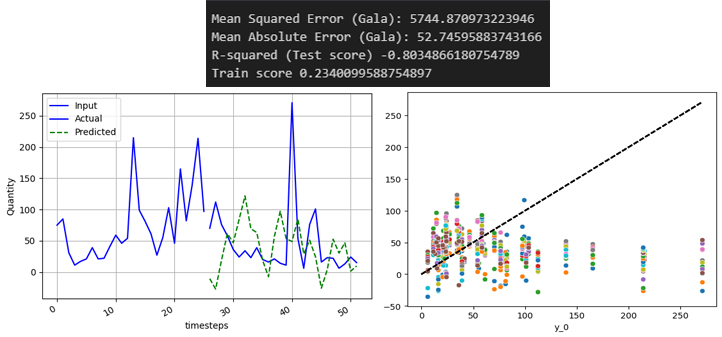 Mean Squared Error (Gala): 5744.870973223946
Mean Absolute Error (Gala): 52.74595883743166
R-squared (Test score) -0.8034866180754789
Train score 0.2340099588754897
Input
Actual
Predicted
Quantity
250
200
150
100
50
0
0
10
20
30
40
50
timesteps
250
200
150
100
50
0
−50
0
50
100
150
200
250
y_0